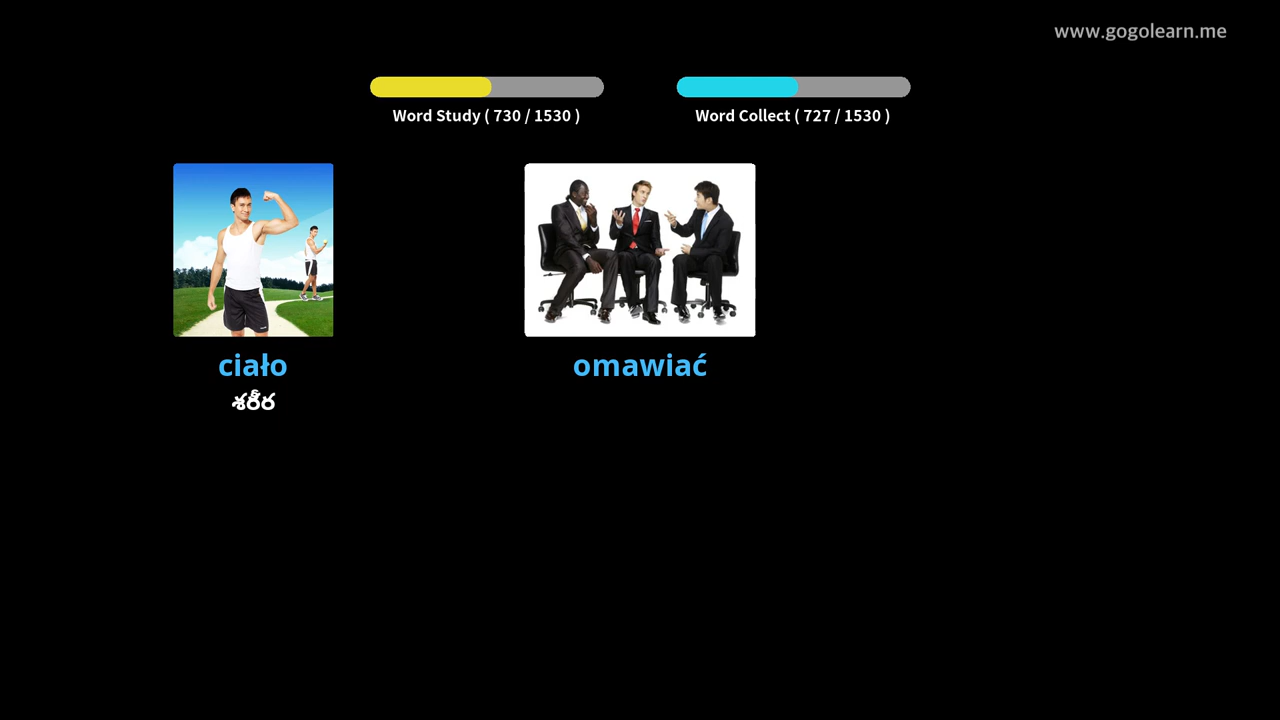 www.gogolearn.me
Word Study ( 730 / 1530 )
Word Collect ( 727 / 1530 )
ciało
omawiać
శరీర